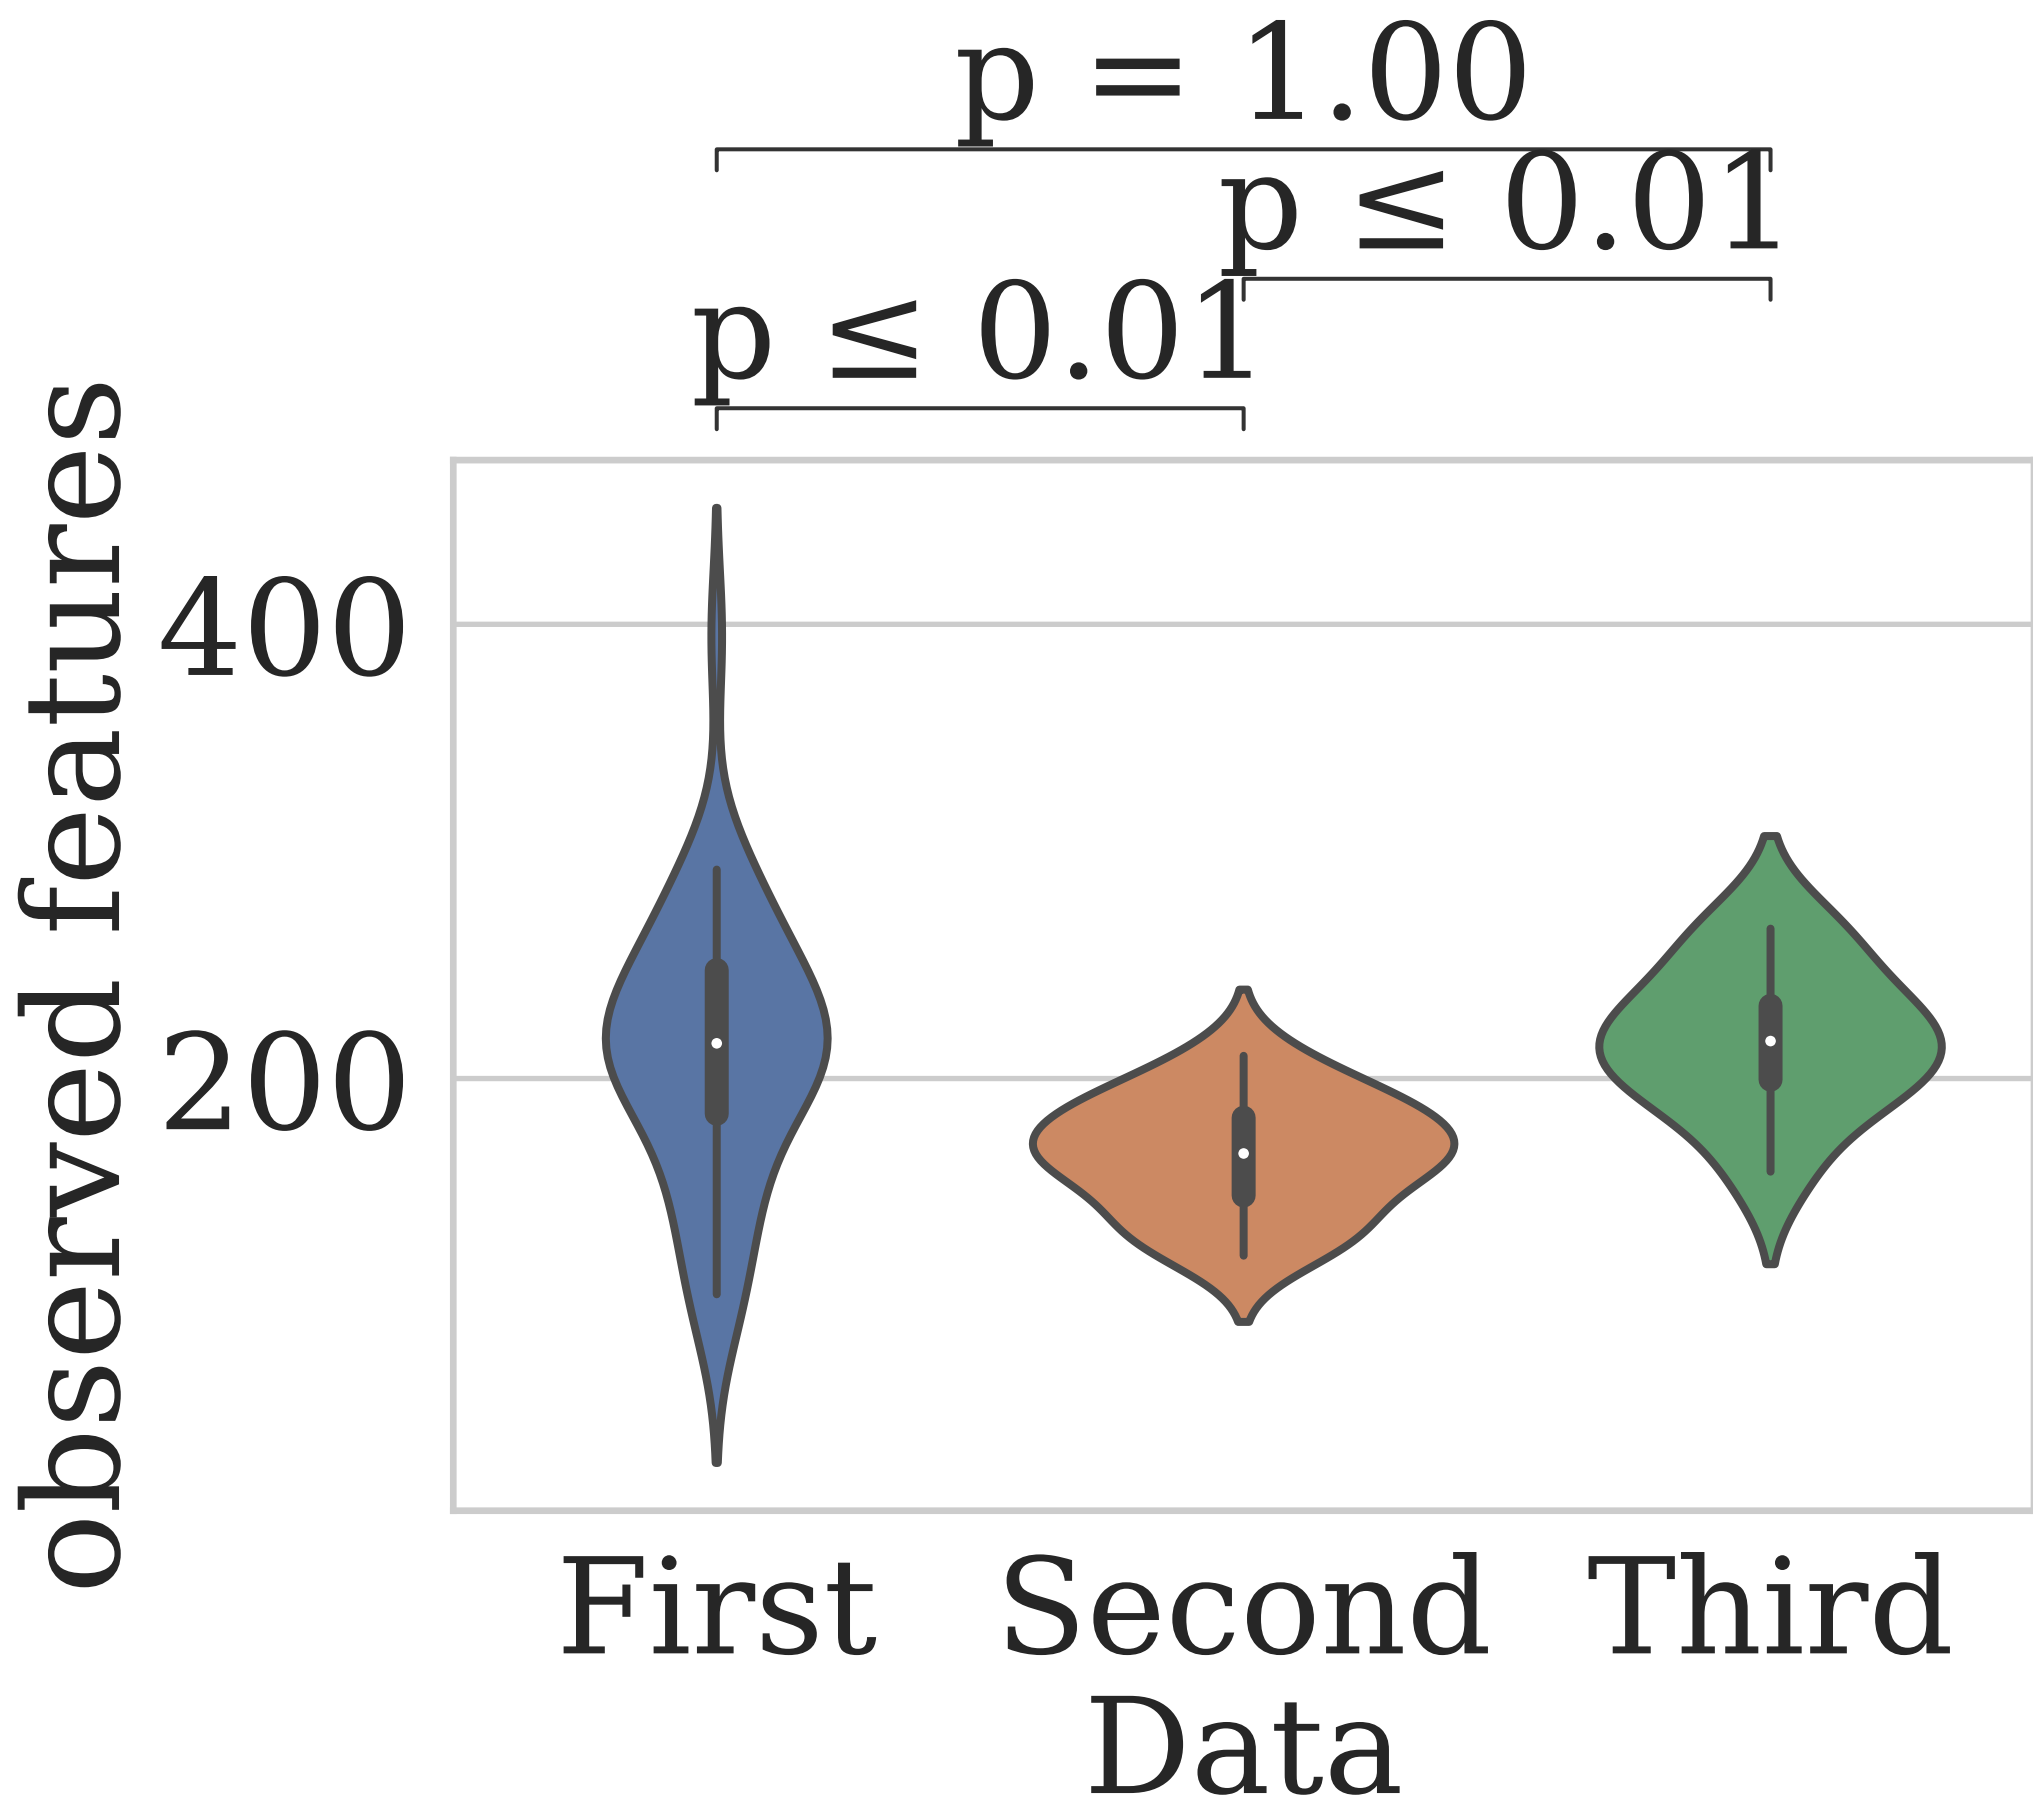 p = 1.00
p ≤ 0.01
p ≤ 0.01
observed features
400
200
First Second Third
Data